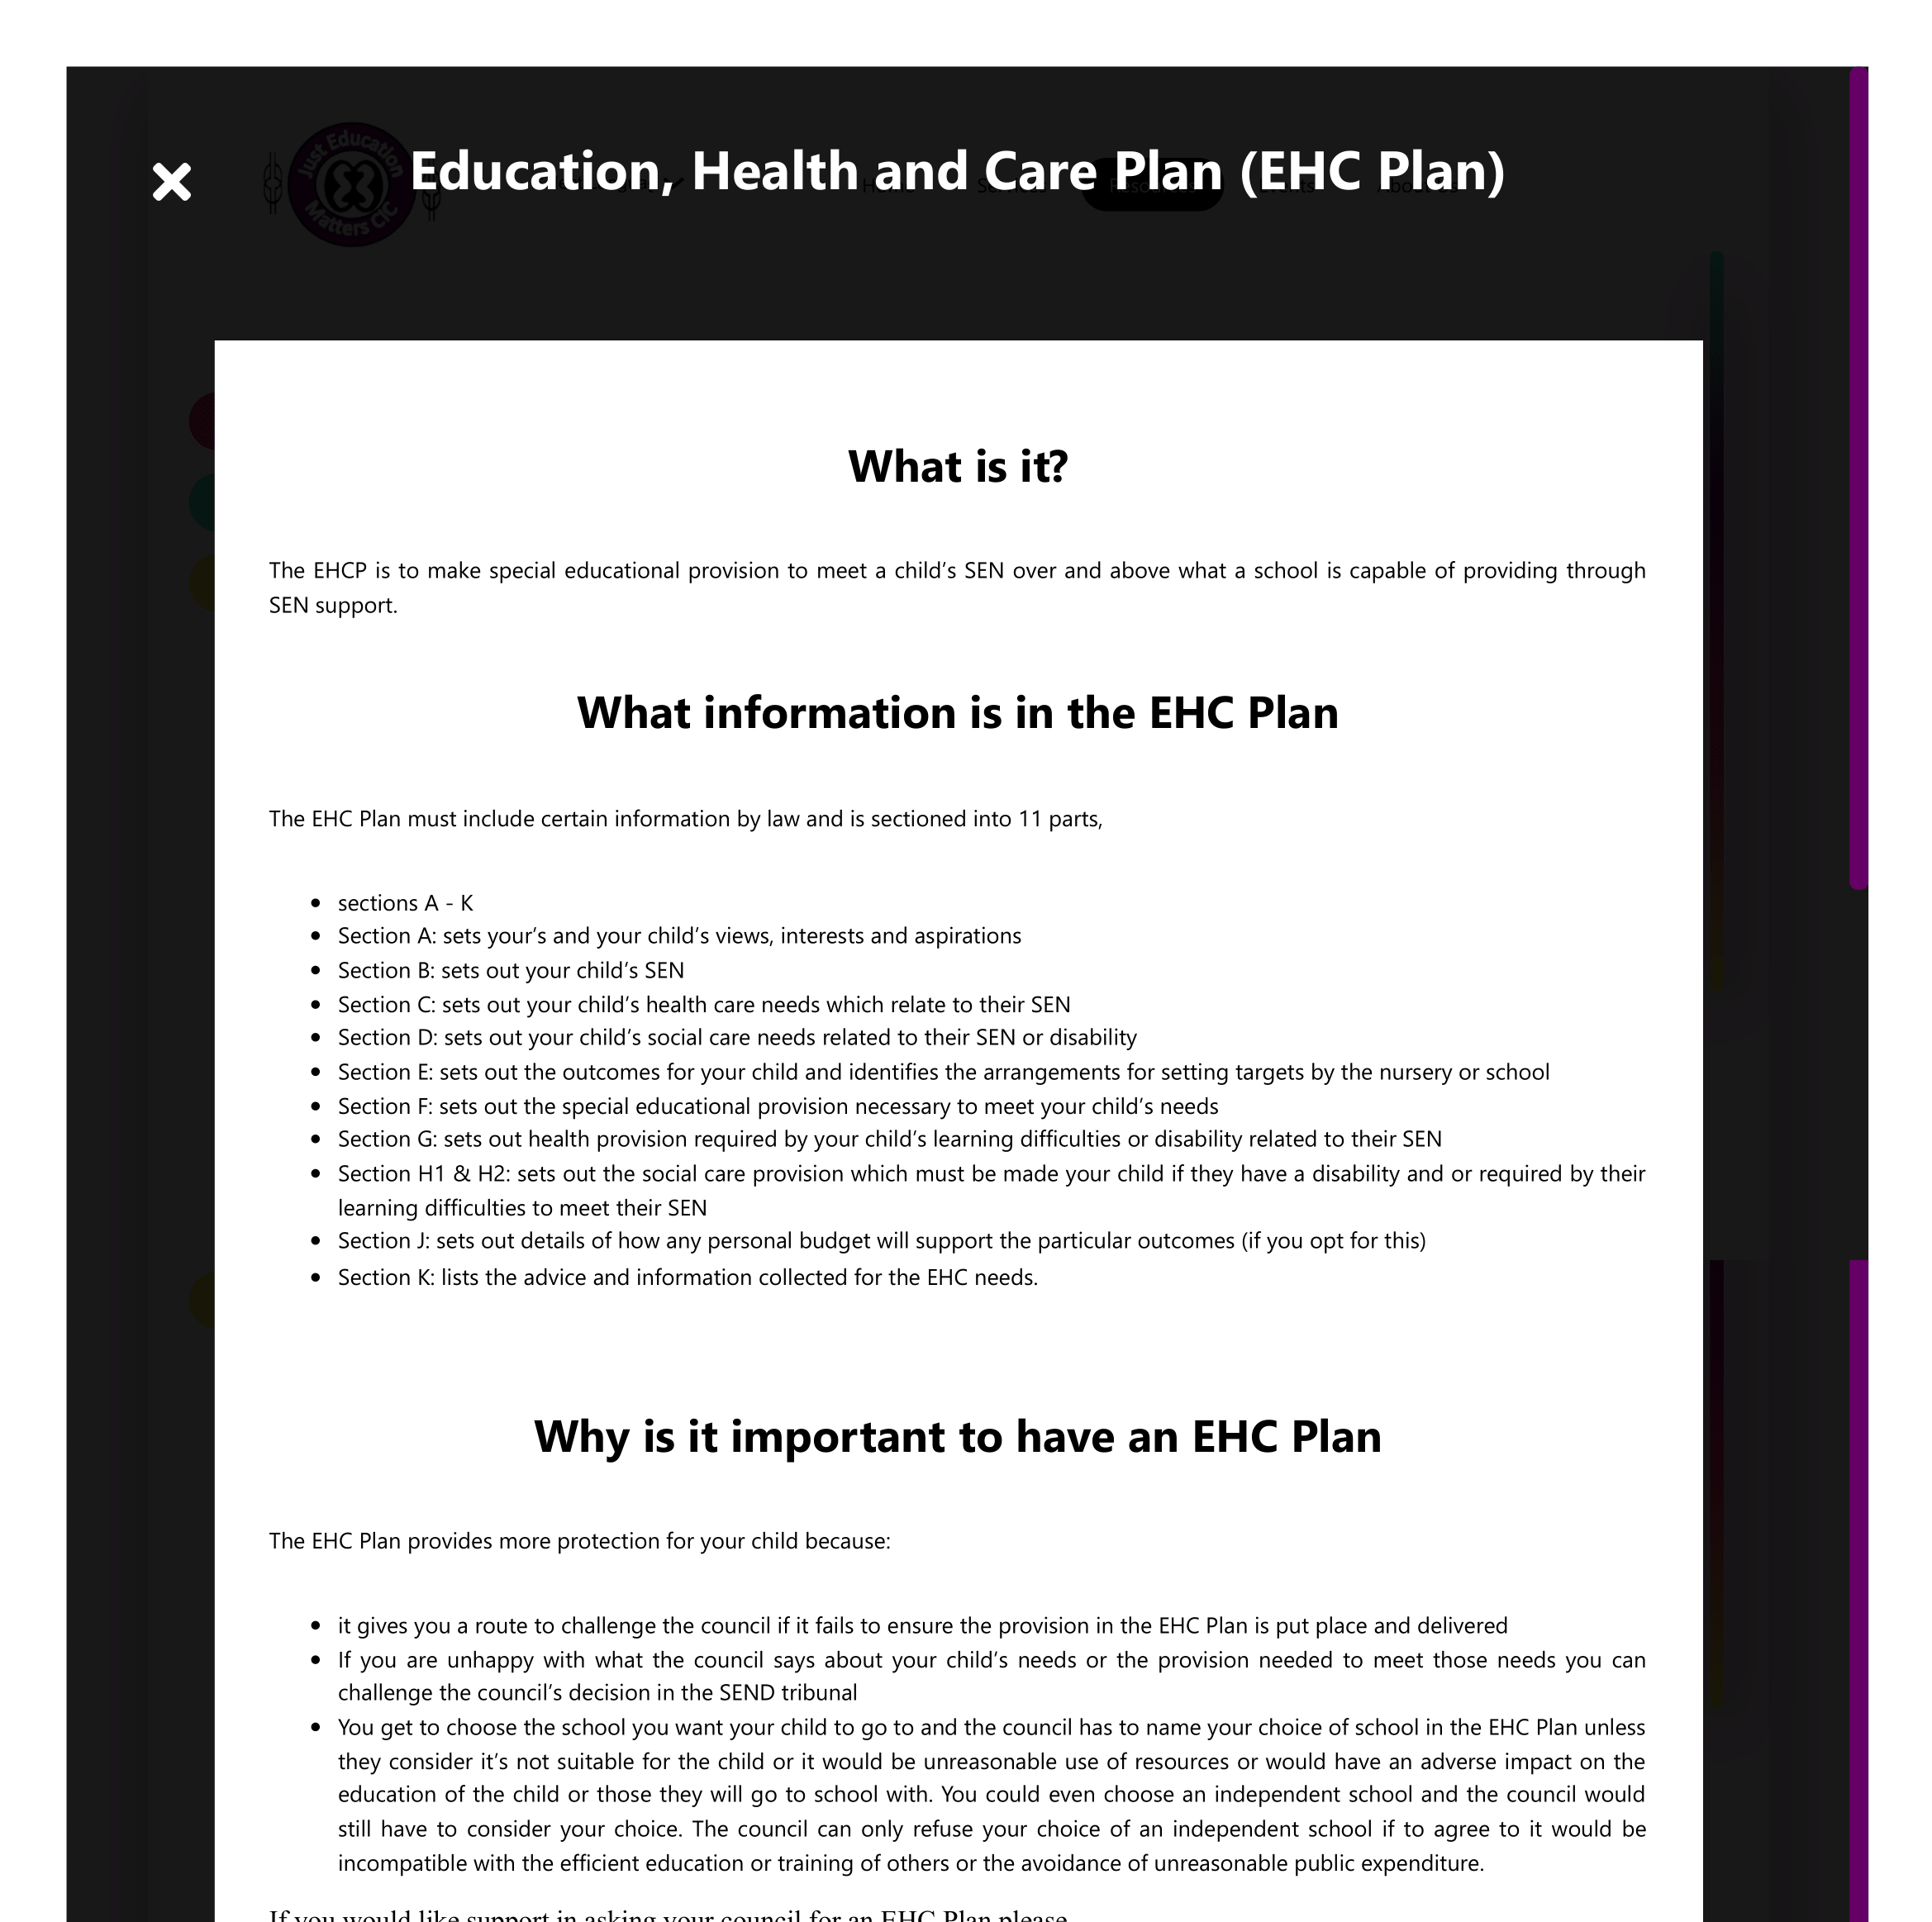 Just Education
Matters CIC
Education, Health and Care Plan (EHC Plan)
What is it?
The EHCP is to make special educational provision to meet a child’s SEN over and above what a school is capable of providing through
SEN support.
What information is in the EHC Plan
The EHC Plan must include certain information by law and is sectioned into 11 parts,
• sections A - K
• Section A: sets your’s and your child’s views, interests and aspirations
• Section B: sets out your child’s SEN
• Section C: sets out your child’s health care needs which relate to their SEN
• Section D: sets out your child’s social care needs related to their SEN or disability
• Section E: sets out the outcomes for your child and identifies the arrangements for setting targets by the nursery or school
• Section F: sets out the special educational provision necessary to meet your child’s needs
• Section G: sets out health provision required by your child’s learning difficulties or disability related to their SEN
• Section H1 & H2: sets out the social care provision which must be made your child if they have a disability and or required by their
learning difficulties to meet their SEN
• Section J: sets out details of how any personal budget will support the particular outcomes (if you opt for this)
• Section K: lists the advice and information collected for the EHC needs.
Why is it important to have an EHC Plan
The EHC Plan provides more protection for your child because:
• it gives you a route to challenge the council if it fails to ensure the provision in the EHC Plan is put place and delivered
• If you are unhappy with what the council says about your child’s needs or the provision needed to meet those needs you can
challenge the council’s decision in the SEND tribunal
• You get to choose the school you want your child to go to and the council has to name your choice of school in the EHC Plan unless
they consider it’s not suitable for the child or it would be unreasonable use of resources or would have an adverse impact on the
education of the child or those they will go to school with. You could even choose an independent school and the council would
still have to consider your choice. The council can only refuse your choice of an independent school if to agree to it would be
incompatible with the efficient education or training of others or the avoidance of unreasonable public expenditure.
If you would like support in asking your council for an EHC Plan please